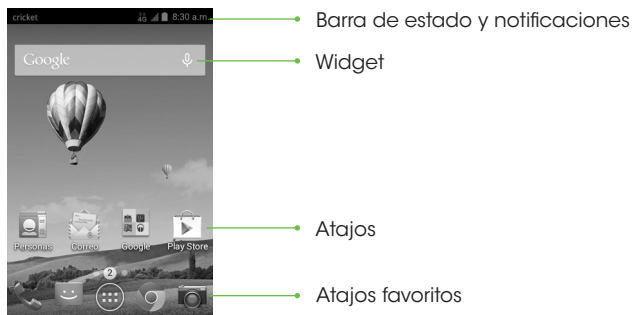 cricket 4G 8:30 a.m.
Barra de estado y notificaciones
Google
Widget
Personas Correo Google Play Store
Atajos
2
Atajos favoritos